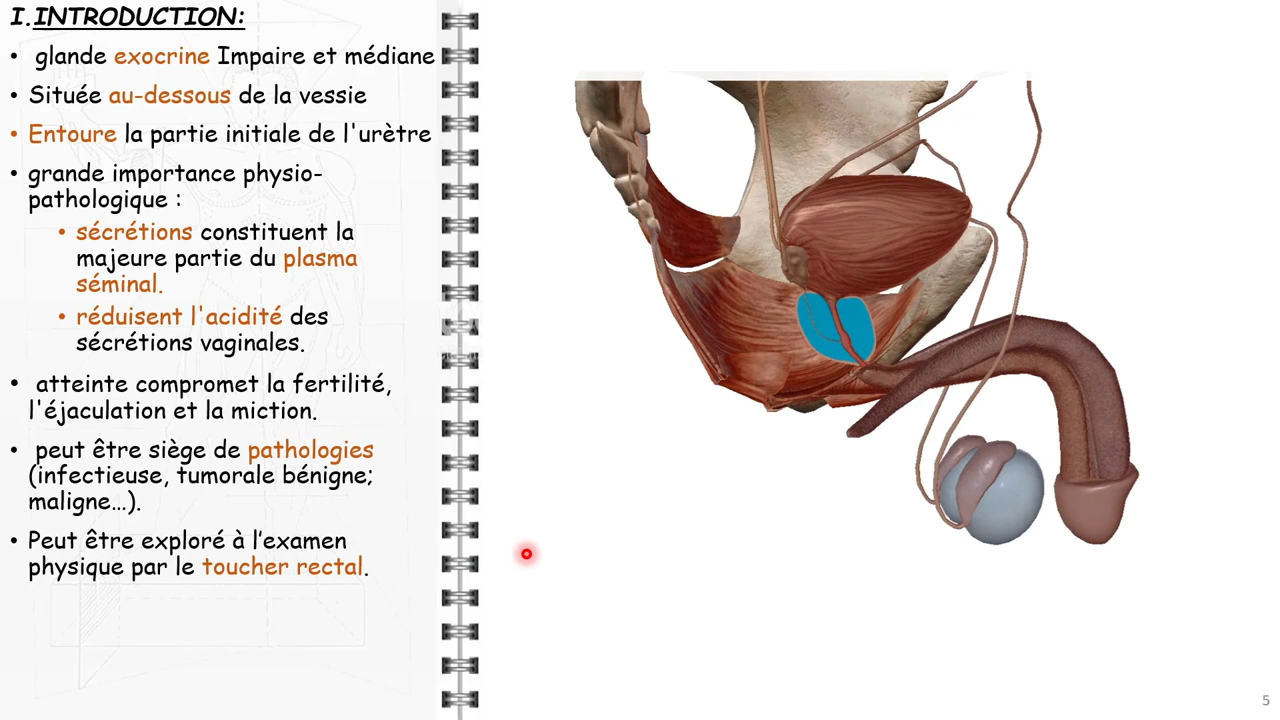 I. INTRODUCTION:
• glande exocrine Impaire et médiane
• Située au-dessous de la vessie
• Entoure la partie initiale de l'urètre
• grande importance physio-
pathologique :
• sécrétions constituent la
majeure partie du plasma
séminal.
• réduisent l'acidité des
sécrétions vaginales.
• atteinte compromet la fertilité,
l'éjaculation et la miction.
• peut être siège de pathologies
(infectieuse, tumorale bénigne;
maligne…).
• Peut être exploré à l’examen
physique par le toucher rectal.
5